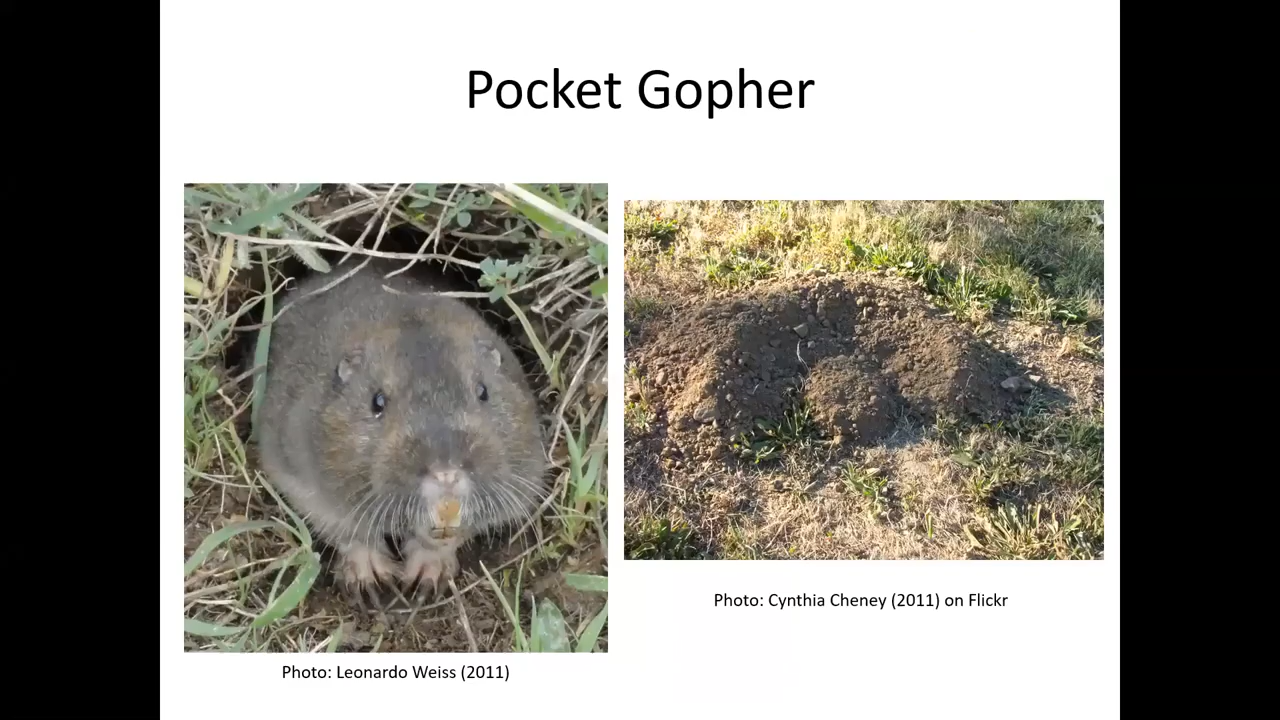 Pocket Gopher
Photo: Cynthia Cheney (2011) on Flickr
Photo: Leonardo Weiss (2011)